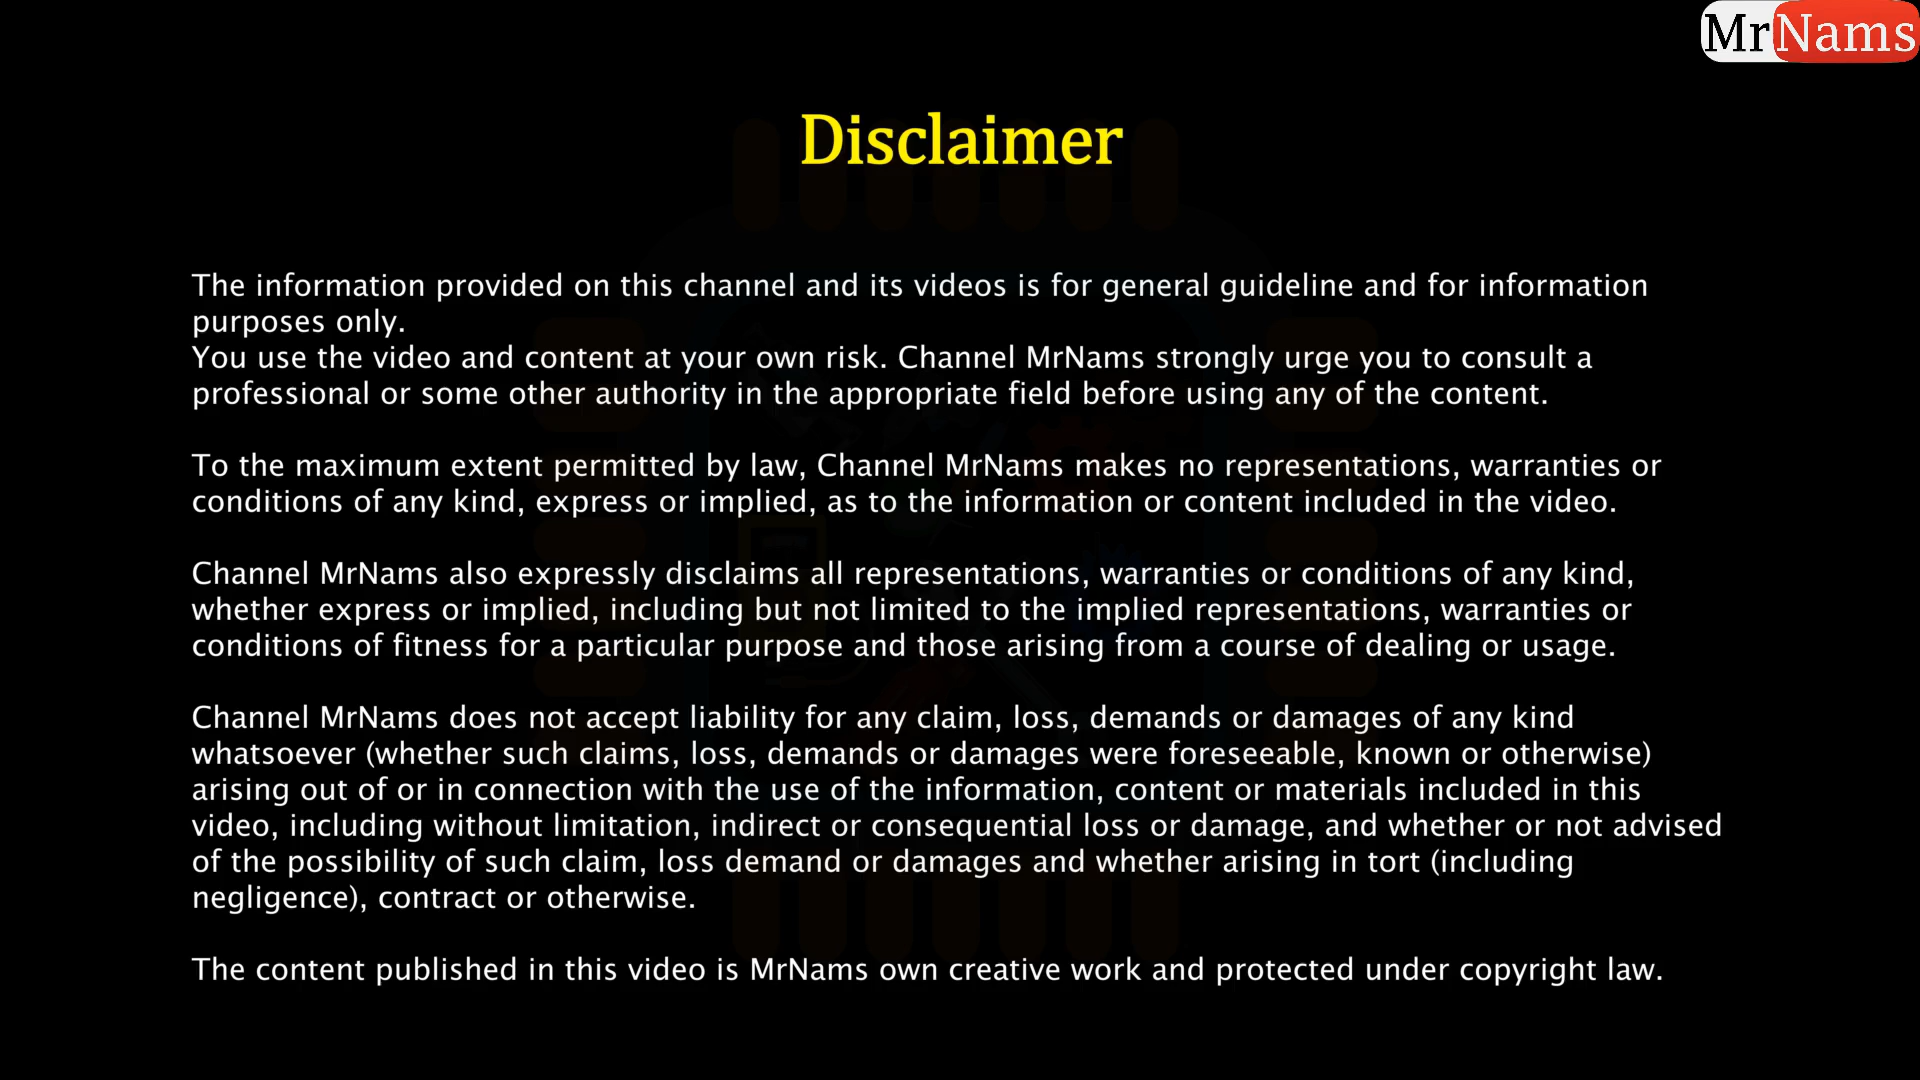 MrNams
Disclaimer
The information provided on this channel and its videos is for general guideline and for information
purposes only.
You use the video and content at your own risk. Channel MrNams strongly urge you to consult a
professional or some other authority in the appropriate field before using any of the content.
To the maximum extent permitted by law, Channel MrNams makes no representations, warranties or
conditions of any kind, express or implied, as to the information or content included in the video.
Channel MrNams also expressly disclaims all representations, warranties or conditions of any kind,
whether express or implied, including but not limited to the implied representations, warranties or
conditions of fitness for a particular purpose and those arising from a course of dealing or usage.
Channel MrNams does not accept liability for any claim, loss, demands or damages of any kind
whatsoever (whether such claims, loss, demands or damages were foreseeable, known or otherwise)
arising out of or in connection with the use of the information, content or materials included in this
video, including without limitation, indirect or consequential loss or damage, and whether or not advised
of the possibility of such claim, loss demand or damages and whether arising in tort (including
negligence), contract or otherwise.
The content published in this video is MrNams own creative work and protected under copyright law.